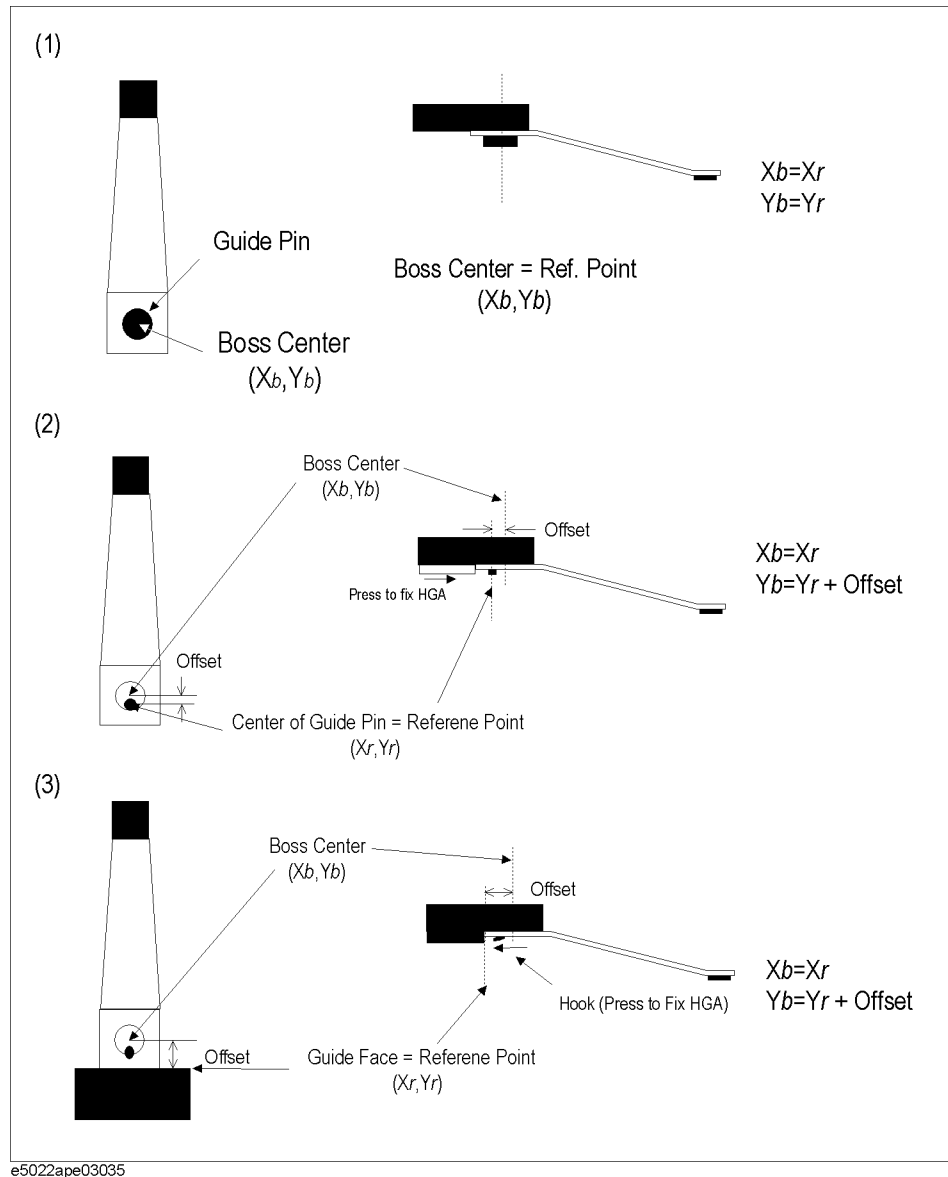 (1)
Guide Pin
Boss Center
(Xb,Yb)
Boss Center = Ref. Point
(Xb,Yb)
Xb=Xr
Yb=Yr
(2)
Boss Center
(Xb,Yb)
Offset
Press to fix HGA
Xb=Xr
Yb=Yr + Offset
Offset
Center of Guide Pin = Referene Point
(Xr,Yr)
(3)
Boss Center
(Xb,Yb)
Offset
Hook (Press to Fix HGA)
Xb=Xr
Yb=Yr + Offset
Offset
Guide Face = Referene Point
(Xr,Yr)
e5022ape03035